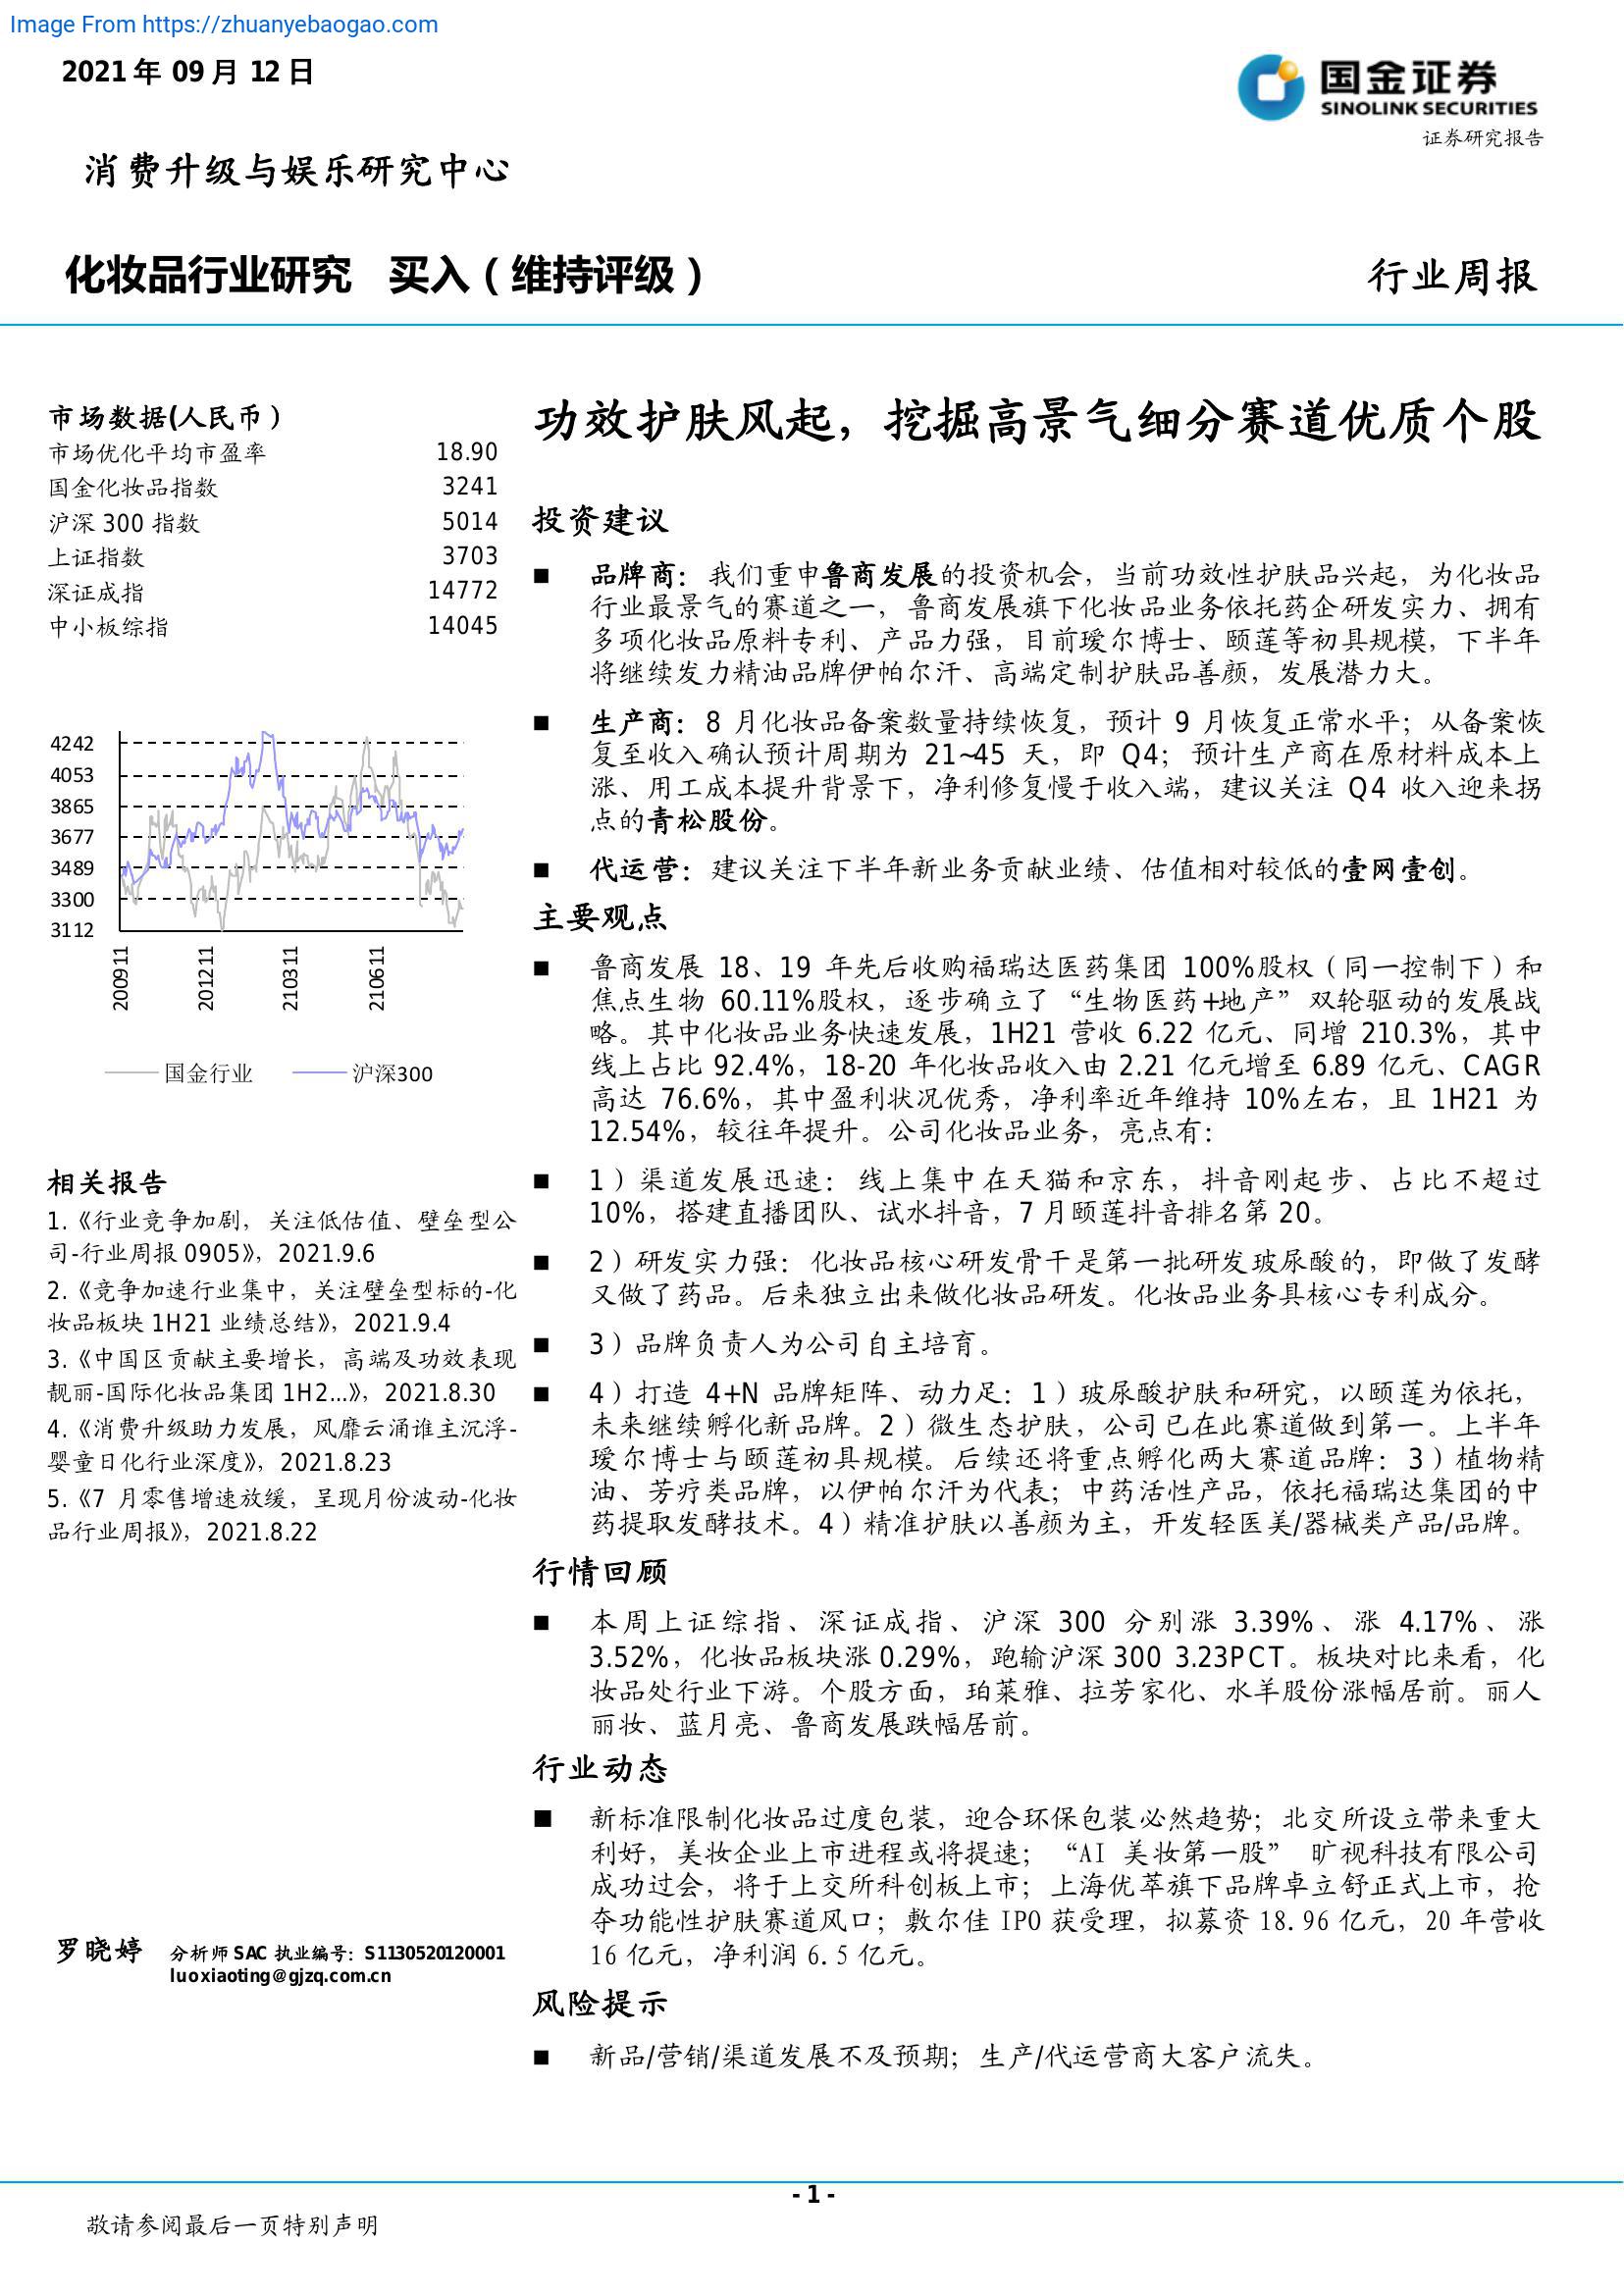 Image From https://zhuanyebaogao.com
2021 年 09 月 12 日
国金证券
SINOLINK SECURITIES
证券研究报告
消费升级与娱乐研究中心
化妆品行业研究 买入（维持评级）
行业周报
市场数据(人民币）
市场优化平均市盈率 18.90
国金化妆品指数 3241
沪深 300 指数 5014
上证指数 3703
深证成指 14772
中小板综指 14045
4242
4053
3865
3677
3489
3300
3112
200911
201211
210311
210611
国金行业 沪深300
相关报告
1.《行业竞争加剧，关注低估值、壁垒型公
司-行业周报 0905》，2021.9.6
2.《竞争加速行业集中，关注壁垒型标的-化
妆品板块 1H21 业绩总结》，2021.9.4
3.《中国区贡献主要增长，高端及功效表现
靓丽-国际化妆品集团 1H2...》，2021.8.30
4.《消费升级助力发展，风靡云涌谁主沉浮-
婴童日化行业深度》，2021.8.23
5.《7 月零售增速放缓，呈现月份波动-化妆
品行业周报》，2021.8.22
罗晓婷 分析师 SAC 执业编号：S1130520120001
luoxiaoting@gjzq.com.cn
功效护肤风起，挖掘高景气细分赛道优质个股
投资建议
■ 品牌商：我们重申鲁商发展的投资机会，当前功效性护肤品兴起，为化妆品
行业最景气的赛道之一，鲁商发展旗下化妆品业务依托药企研发实力、拥有
多项化妆品原料专利、产品力强，目前瑷尔博士、颐莲等初具规模，下半年
将继续发力精油品牌伊帕尔汗、高端定制护肤品善颜，发展潜力大。
■ 生产商：8 月化妆品备案数量持续恢复，预计 9 月恢复正常水平；从备案恢
复至收入确认预计周期为 21~45 天，即 Q4；预计生产商在原材料成本上
涨、用工成本提升背景下，净利修复慢于收入端，建议关注 Q4 收入迎来拐
点的青松股份。
■ 代运营：建议关注下半年新业务贡献业绩、估值相对较低的壹网壹创。
主要观点
■ 鲁商发展 18、19 年先后收购福瑞达医药集团 100%股权（同一控制下）和
焦点生物 60.11%股权，逐步确立了“生物医药+地产”双轮驱动的发展战
略。其中化妆品业务快速发展，1H21 营收 6.22 亿元、同增 210.3%，其中
线上占比 92.4%，18-20 年化妆品收入由 2.21 亿元增至 6.89 亿元、CAGR
高达 76.6%，其中盈利状况优秀，净利率近年维持 10%左右，且 1H21 为
12.54%，较往年提升。公司化妆品业务，亮点有：
■ 1）渠道发展迅速：线上集中在天猫和京东，抖音刚起步、占比不超过
10%，搭建直播团队、试水抖音，7 月颐莲抖音排名第 20。
■ 2）研发实力强：化妆品核心研发骨干是第一批研发玻尿酸的，即做了发酵
又做了药品。后来独立出来做化妆品研发。化妆品业务具核心专利成分。
■ 3）品牌负责人为公司自主培育。
■ 4）打造 4+N 品牌矩阵、动力足：1）玻尿酸护肤和研究，以颐莲为依托，
未来继续孵化新品牌。2）微生态护肤，公司已在此赛道做到第一。上半年
瑷尔博士与颐莲初具规模。后续还将重点孵化两大赛道品牌：3）植物精
油、芳疗类品牌，以伊帕尔汗为代表；中药活性产品，依托福瑞达集团的中
药提取发酵技术。4）精准护肤以善颜为主，开发轻医美/器械类产品/品牌。
行情回顾
■ 本周上证综指、深证成指、沪深 300 分别涨 3.39%、涨 4.17%、涨
3.52%，化妆品板块涨 0.29%，跑输沪深 300 3.23PCT。板块对比来看，化
妆品处行业下游。个股方面，珀莱雅、拉芳家化、水羊股份涨幅居前。丽人
丽妆、蓝月亮、鲁商发展跌幅居前。
行业动态
■ 新标准限制化妆品过度包装，迎合环保包装必然趋势；北交所设立带来重大
利好，美妆企业上市进程或将提速；“AI 美妆第一股” 旷视科技有限公司
成功过会，将于上交所科创板上市；上海优萃旗下品牌卓立舒正式上市，抢
夺功能性护肤赛道风口；敷尔佳 IPO 获受理，拟募资 18.96 亿元，20 年营收
16 亿元，净利润 6.5 亿元。
风险提示
■ 新品/营销/渠道发展不及预期；生产/代运营商大客户流失。
- 1 -
敬请参阅最后一页特别声明